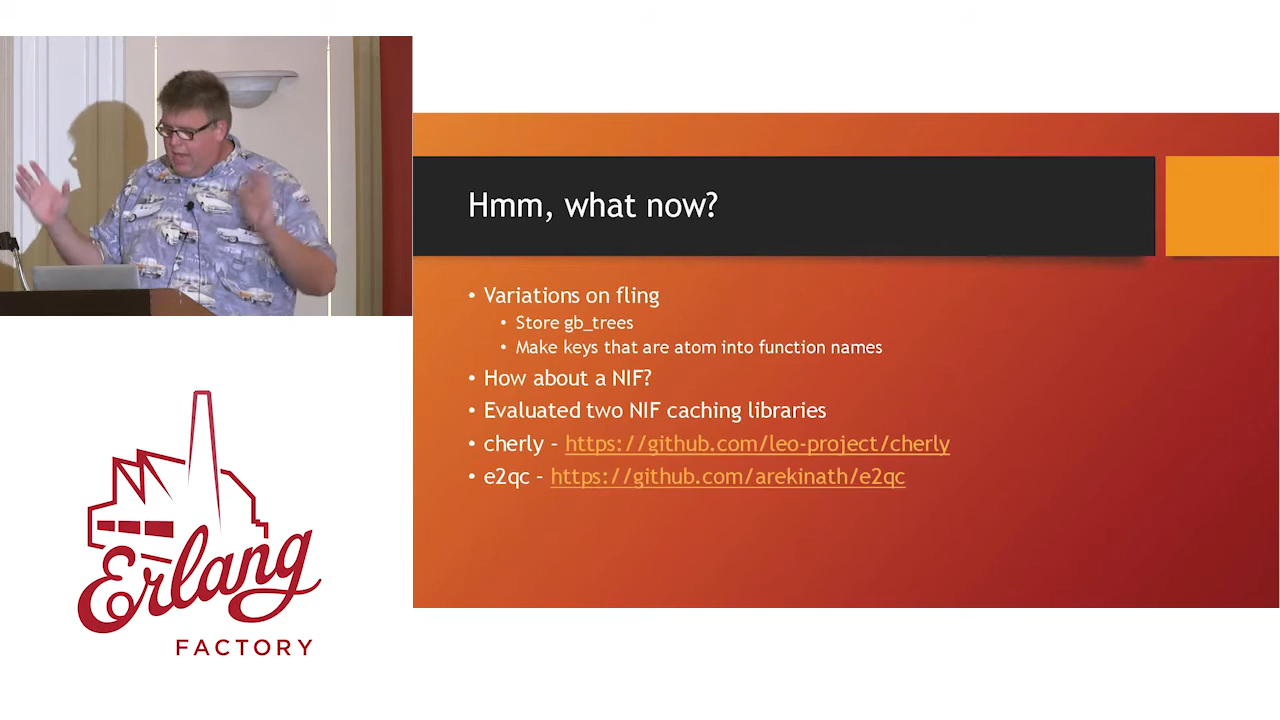 Hmm, what now?
• Variations on fling
• Store gb_trees
• Make keys that are atom into function names
• How about a NIF?
• Evaluated two NIF caching libraries
• cherly - https://github.com/leo-project/cherly
• e2qc - https://github.com/arekinath/e2qc
Erlang
FACTORY